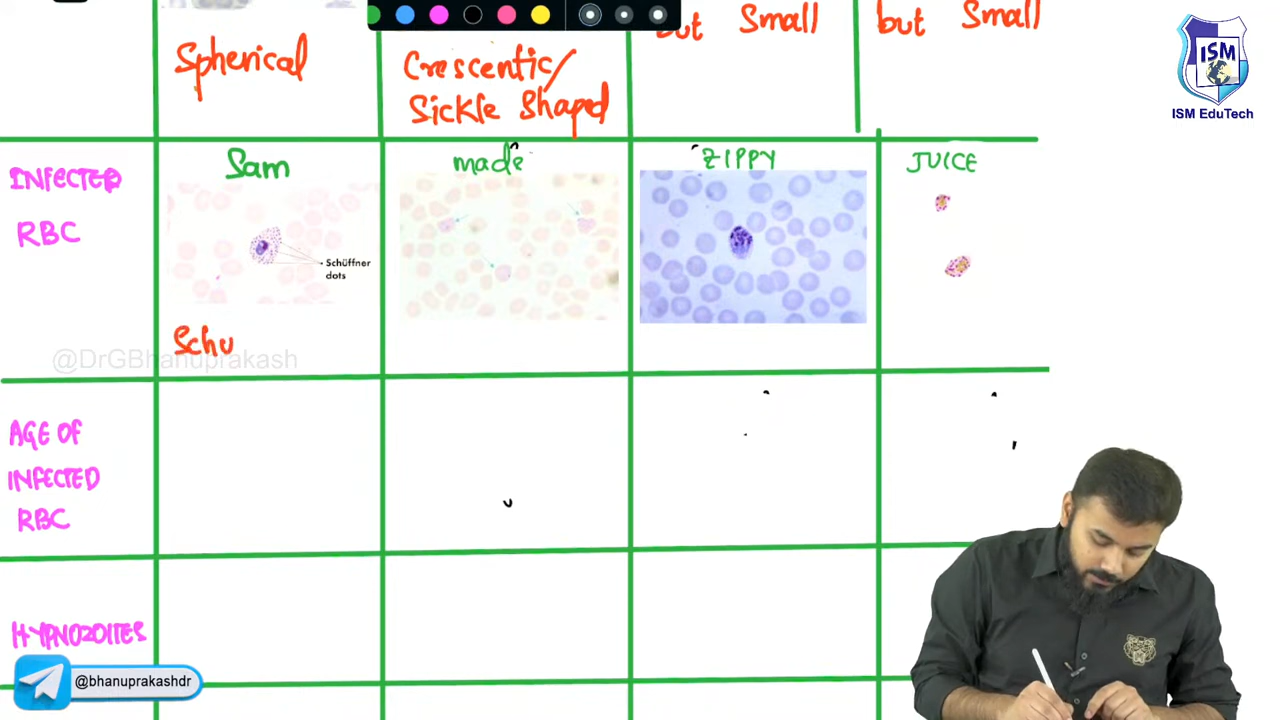 but Small
but Small
Spherical
Crescentic/
Sickle Shaped
ISM
ISM EduTech
INFECTED
RBC
Sam
made
ZIPPY
JUICE
Schüffner
dots
Schu
@DrGBhanuprakash
AGE OF
INFECTED
RBC
HYPNOZOITES
@bhanuprakashdr